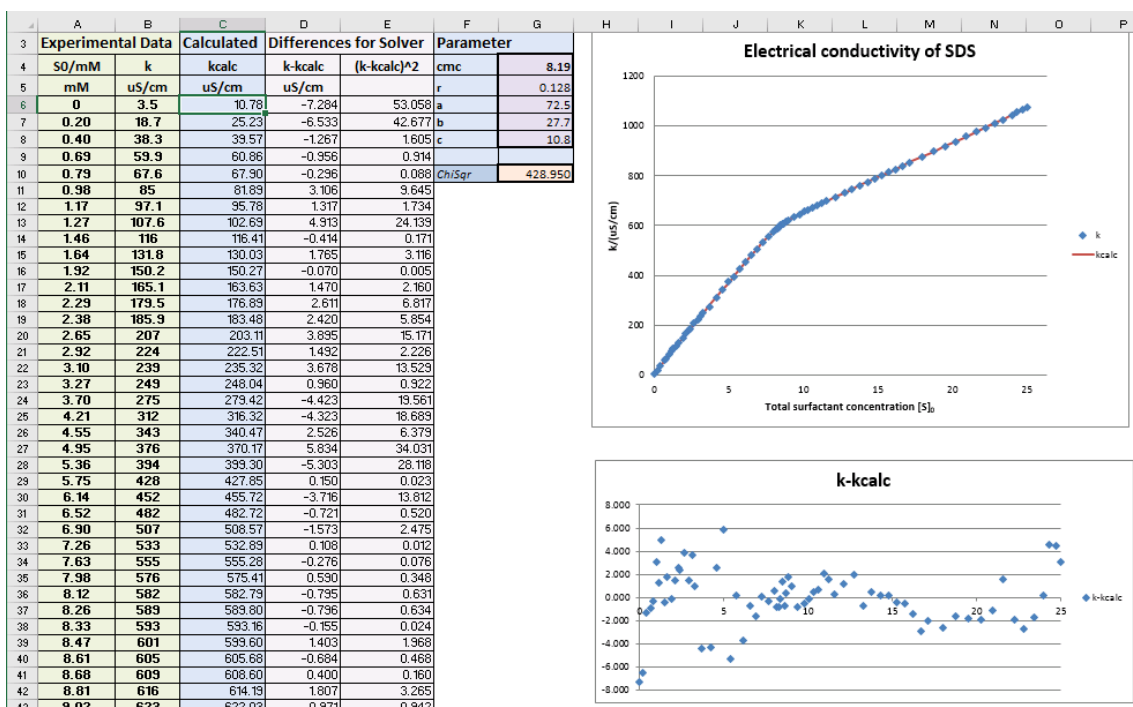 A B C D E F G H I J K L M N O P
3 Experimental Data Calculated Differences for Solver Parameter
4 S0/mM k kcalc k-kcalc (k-kcalc)^2 cmc 8.19
5 mM uS/cm uS/cm uS/cm r 0.128
6 0 3.5 10.78 -7.284 53.058 a 72.5
7 0.20 18.7 25.23 -6.533 42.677 b 27.7
8 0.40 38.3 39.57 -1.267 1.605 c 10.8
9 0.69 59.9 60.86 -0.956 0.914
10 0.79 67.6 67.90 -0.296 0.088 ChiSqr 428.950
11 0.98 85 81.89 3.106 9.645
12 1.17 97.1 95.78 1.317 1.734
13 1.27 107.6 102.69 4.913 24.139
14 1.46 116 116.41 -0.414 0.171
15 1.64 131.8 130.03 1.765 3.116
16 1.92 150.2 150.27 -0.070 0.005
17 2.11 165.1 163.63 1.470 2.160
18 2.29 179.5 176.89 2.611 6.817
19 2.38 185.9 183.48 2.420 5.854
20 2.65 207 203.11 3.895 15.171
21 2.92 224 222.51 1.492 2.226
22 3.10 239 235.32 3.678 13.529
23 3.27 249 248.04 0.960 0.922
24 3.70 275 279.42 -4.423 19.561
25 4.21 312 316.32 -4.323 18.689
26 4.55 343 340.47 2.526 6.379
27 4.95 376 370.17 5.834 34.031
28 5.36 394 399.30 -5.303 28.118
29 5.75 428 427.85 0.150 0.023
30 6.14 452 455.72 -3.716 13.812
31 6.52 482 482.72 -0.721 0.520
32 6.90 507 508.57 -1.573 2.475
33 7.26 533 532.89 0.108 0.012
34 7.63 555 555.28 -0.276 0.076
35 7.98 576 575.41 0.590 0.348
36 8.12 582 582.79 -0.795 0.631
37 8.26 589 589.80 -0.796 0.634
38 8.33 593 593.16 -0.155 0.024
39 8.47 601 599.60 1.403 1.968
40 8.61 605 605.68 -0.684 0.468
41 8.68 609 608.60 0.400 0.160
42 8.81 616 614.19 1.807 3.265
Electrical conductivity of SDS
k/(uS/cm)
1200
1000
800
600
400
200
0
0 5 10 15 20 25
Total surfactant concentration [S]₀
k
kcalc
k-kcalc
8.000
6.000
4.000
2.000
0.000
-2.000
-4.000
-6.000
-8.000
0 5 10 15 20 25
k-kcalc